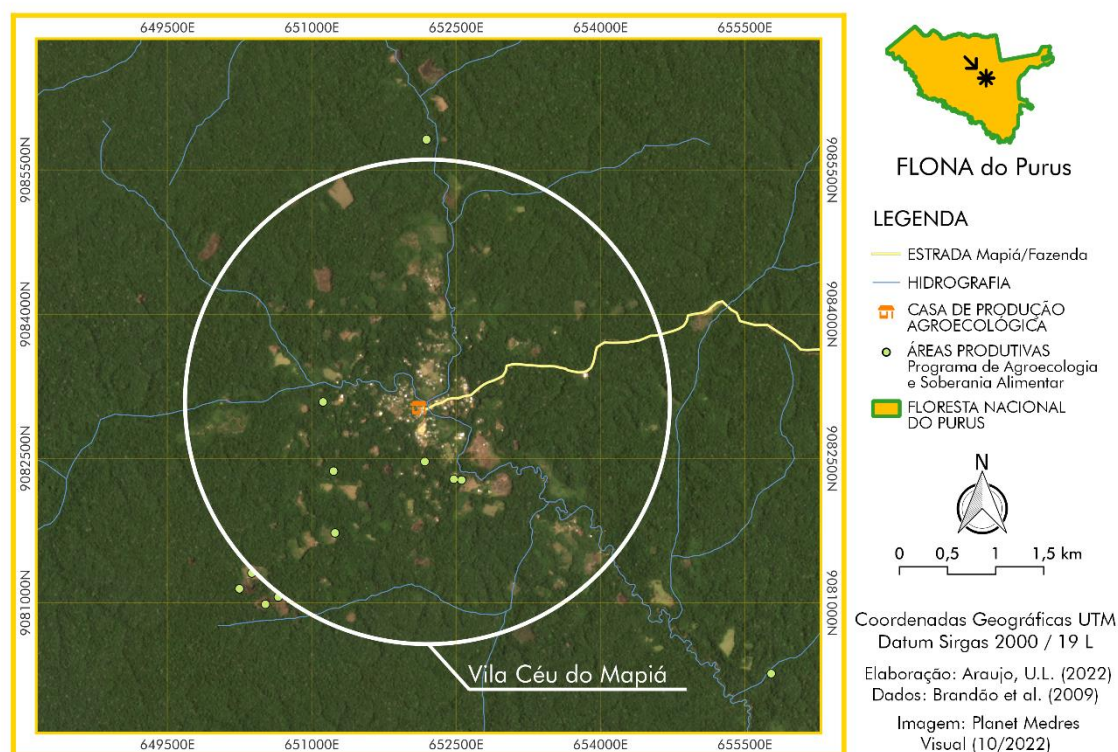 649500E 651000E 652500E 654000E 655500E
9085500N 9085500N
9084000N 9084000N
9082500N 9082500N
9081000N 9081000N
Vila Céu do Mapiá
649500E 651000E 652500E 654000E 655500E
FLONA do Purus
LEGENDA
ESTRADA Mapiá/Fazenda
HIDROGRAFIA
CASA DE PRODUÇÃO
AGROECOLÓGICA
ÁREAS PRODUTIVAS
Programa de Agroecologia
e Soberania Alimentar
FLORESTA NACIONAL
DO PURUS
N
0 0,5 1 1,5 km
Coordenadas Geográficas UTM
Datum Sirgas 2000 / 19 L
Elaboração: Araujo, U.L. (2022)
Dados: Brandão et al. (2009)
Imagem: Planet Medres
Visual (10/2022)